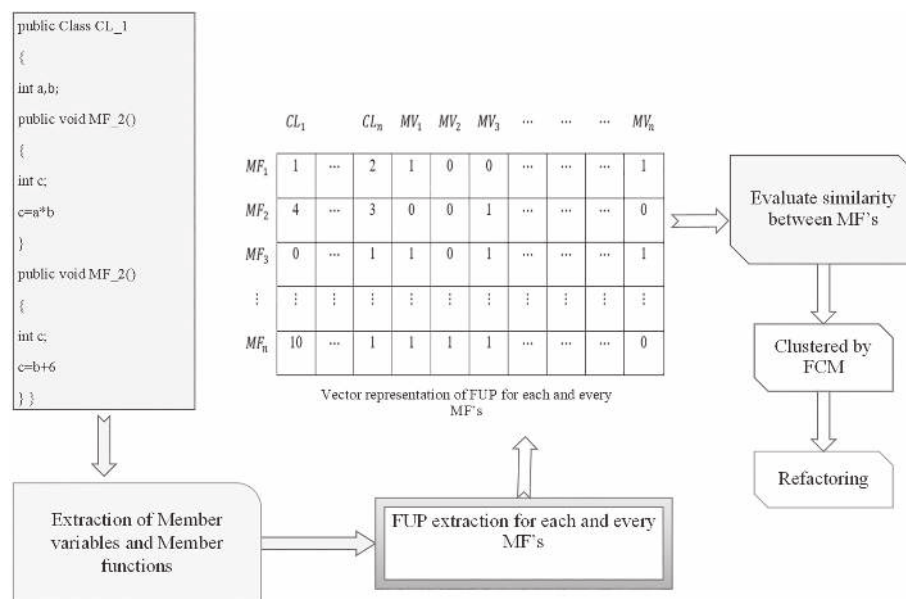 public Class CL_1
{
int a,b;
public void MF_2()
{
int c;
c=a*b
}
public void MF_2()
{
int c;
c=b+6
} }
CL₁ CLₙ MV₁ MV₂ MV₃ ... ... ... MVₙ
MF₁ 1 ... 2 1 0 0 ... ... ... 1
MF₂ 4 ... 3 0 0 1 ... ... ... 0
MF₃ 0 ... 1 1 0 1 ... ... ... 1
⋮ ⋮ ⋮ ⋮ ⋮ ⋮ ⋮ ⋮ ⋮ ⋮ ⋮
MFₙ 10 ... 1 1 1 1 ... ... ... 0
Vector representation of FUP for each and every
MF's
Evaluate similarity
between MF's
Clustered by
FCM
Refactoring
Extraction of Member
variables and Member
functions
FUP extraction for each and every
MF's